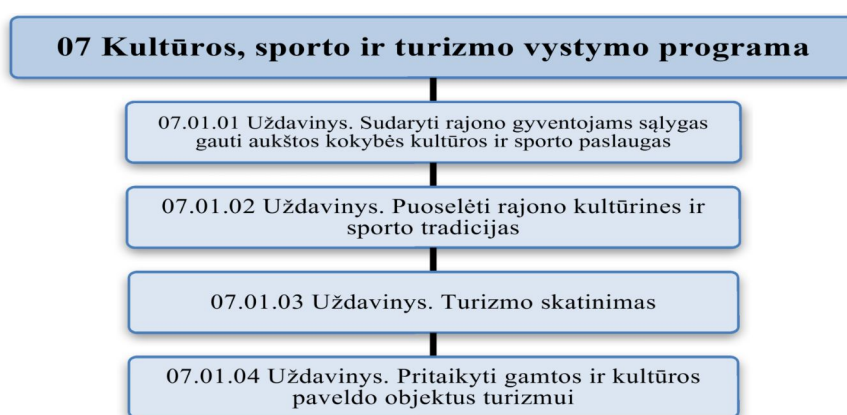 07 Kultūros, sporto ir turizmo vystymo programa
07.01.01 Uždavinys. Sudaryti rajono gyventojams sąlygas
gauti aukštos kokybės kultūros ir sporto paslaugas
07.01.02 Uždavinys. Puoselėti rajono kultūrines ir
sporto tradicijas
07.01.03 Uždavinys. Turizmo skatinimas
07.01.04 Uždavinys. Pritaikyti gamtos ir kultūros
paveldo objektus turizmui